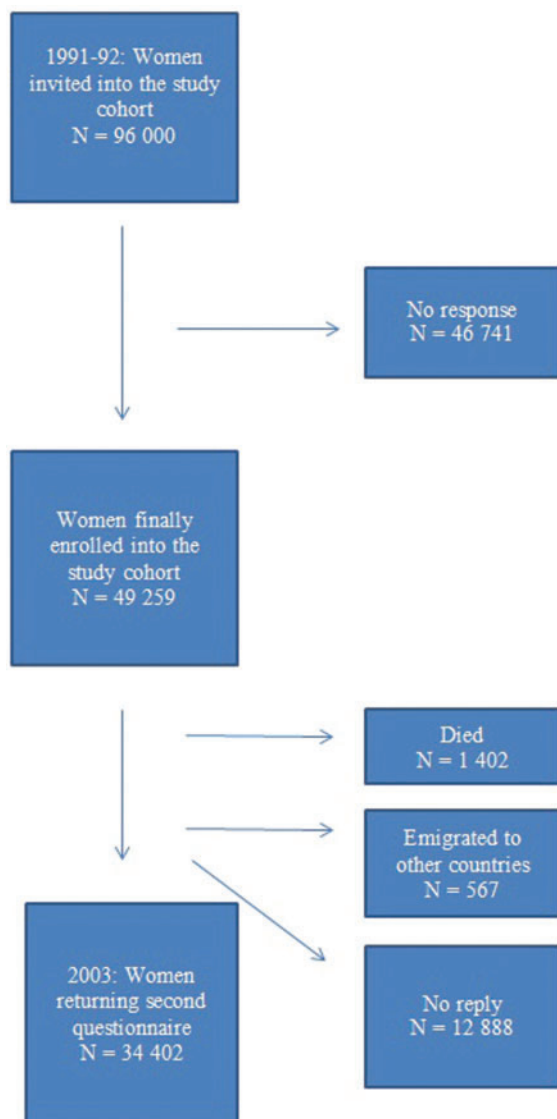 1991-92: Women
invited into the study
cohort
N = 96 000
No response
N = 46 741
Women finally
enrolled into the
study cohort
N = 49 259
Died
N = 1 402
Emigrated to
other countries
N = 567
2003: Women
returning second
questionnaire
N = 34 402
No reply
N = 12 888